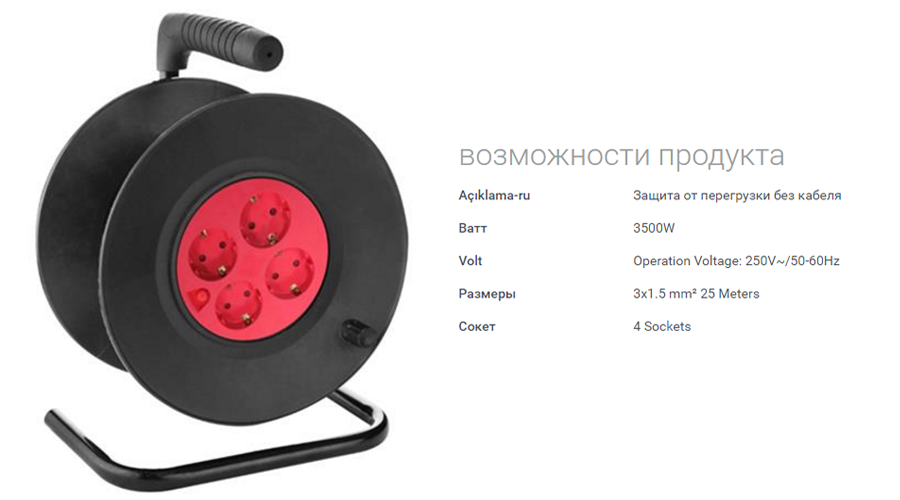 возможности продукта
Açıklama-ru Защита от перегрузки без кабеля
Ватт 3500W
Volt Operation Voltage: 250V~/50-60Hz
Размеры 3x1.5 mm² 25 Meters
Сокет 4 Sockets